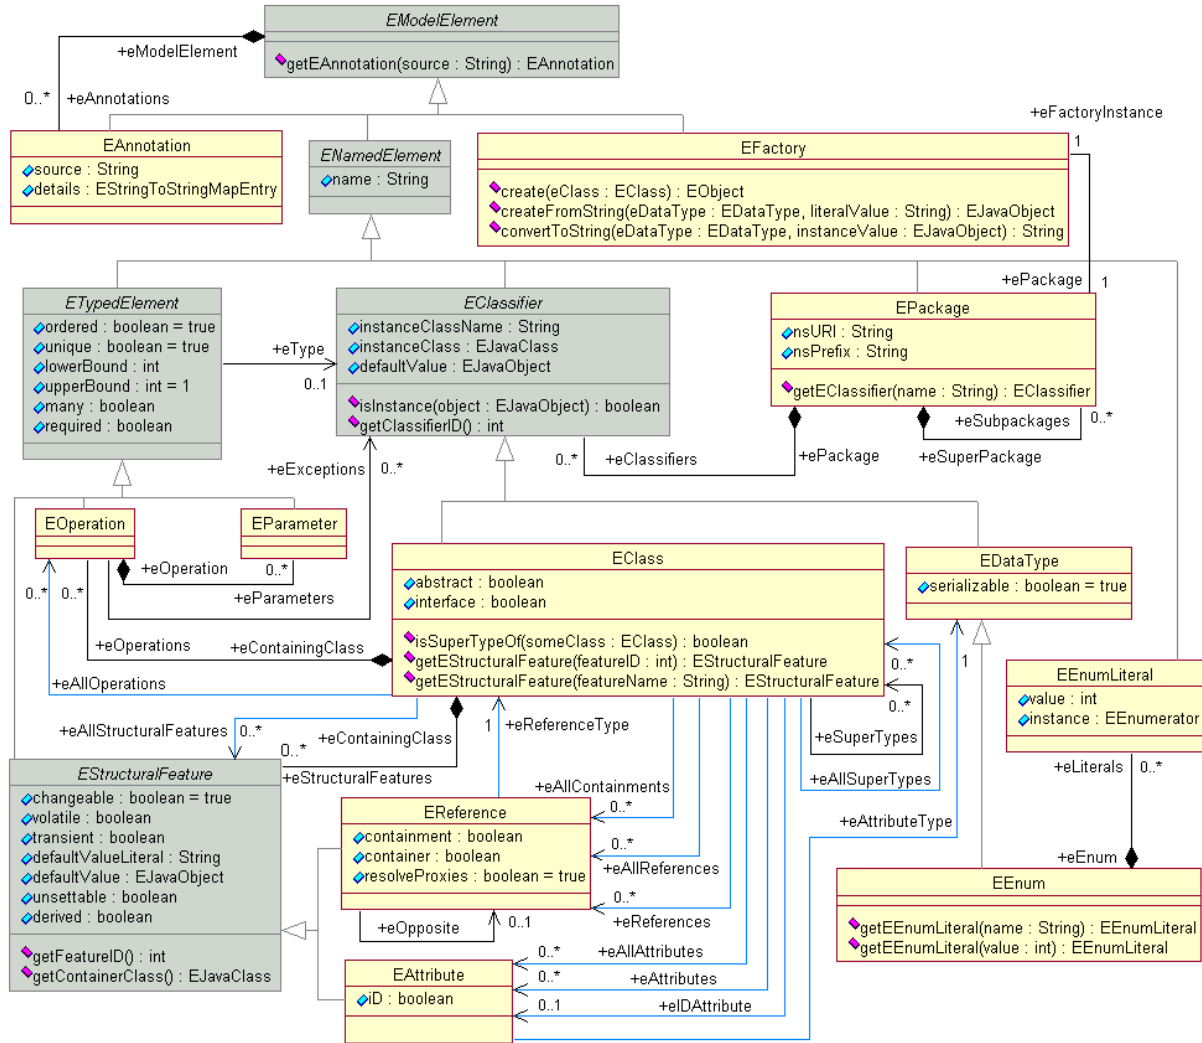 EModelElement
getEAnnotation(source : String) : EAnnotation
+eModelElement
0..*
+eAnnotations
EAnnotation
source : String
details : EStringToStringMapEntry
ENamedElement
name : String
EFactory
create(eClass : EClass) : EObject
createFromString(eDataType : EDataType, literalValue : String) : EJavaObject
convertToString(eDataType : EDataType, instanceValue : EJavaObject) : String
+eFactoryInstance
1
+ePackage
1
ETypedElement
ordered : boolean = true
unique : boolean = true
lowerBound : int
upperBound : int = 1
many : boolean
required : boolean
+eType
0..1
EClassifier
instanceClassName : String
instanceClass : EJavaClass
defaultValue : EJavaObject
isInstance(object : EJavaObject) : boolean
getClassifierID() : int
EPackage
nsURI : String
nsPrefix : String
getEClassifier(name : String) : EClassifier
+eSubpackages
0..*
+eSuperPackage
+ePackage
+eClassifiers
0..*
+eExceptions
0..*
EOperation
EParameter
+eOperation
0..*
+eParameters
0..*
0..*
+eOperations
+eContainingClass
+eAllOperations
EClass
abstract : boolean
interface : boolean
isSuperTypeOf(someClass : EClass) : boolean
getEStructuralFeature(featureID : int) : EStructuralFeature
getEStructuralFeature(featureName : String) : EStructuralFeature
EDataType
serializable : boolean = true
0..*
1
0..*
+eSuperTypes
+eAllSuperTypes
EEnumLiteral
value : int
instance : EEnumerator
+eLiterals
0..*
+eEnum
EEnum
getEEnumLiteral(name : String) : EEnumLiteral
getEEnumLiteral(value : int) : EEnumLiteral
+eAttributeType
+eAllStructuralFeatures
0..*
0..*
+eContainingClass
+eStructuralFeatures
1
+eReferenceType
EStructuralFeature
changeable : boolean = true
volatile : boolean
transient : boolean
defaultValueLiteral : String
defaultValue : EJavaObject
unsettable : boolean
derived : boolean
getFeatureID() : int
getContainerClass() : EJavaClass
EReference
containment : boolean
container : boolean
resolveProxies : boolean = true
+eOpposite
0..1
+eAllContainments
0..*
0..*
+eAllReferences
0..*
+eReferences
EAttribute
iD : boolean
0..*
+eAllAttributes
0..*
+eAttributes
0..1
+eIDAttribute